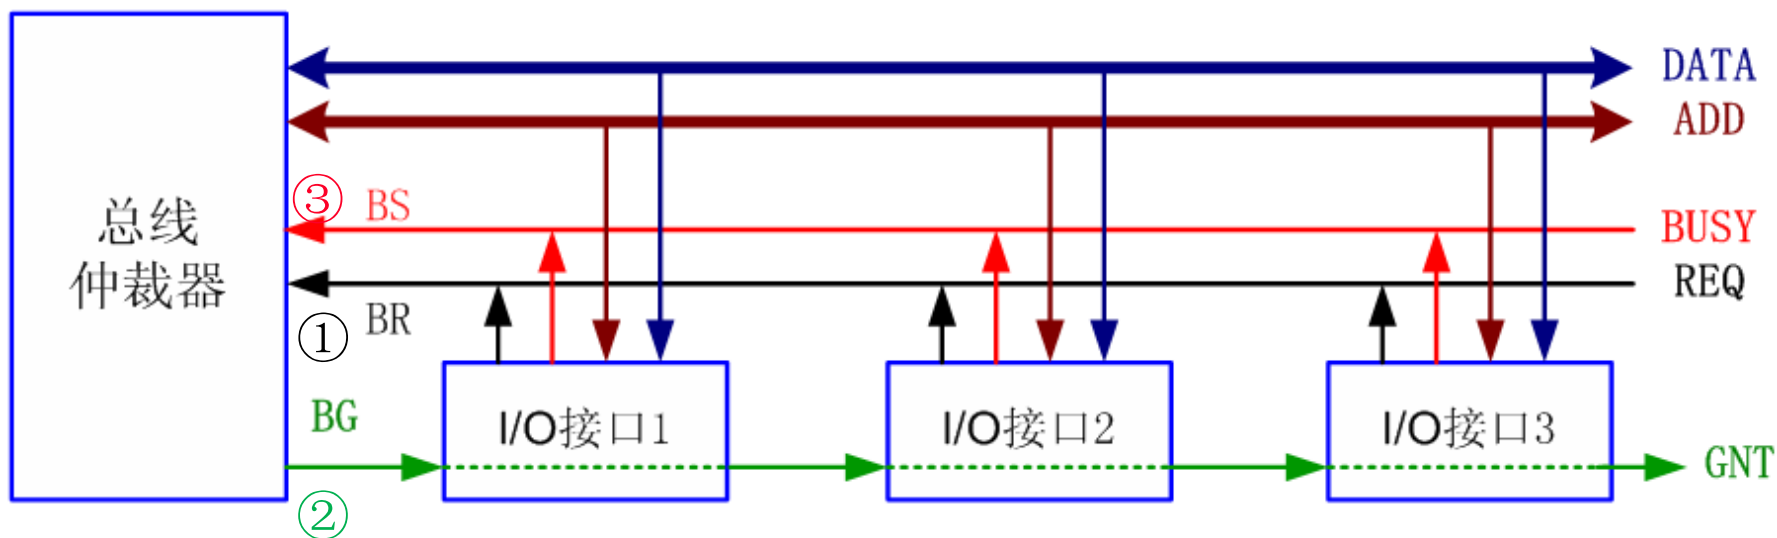 DATA
ADD
③ BS
BUSY
总线
仲裁器
REQ
① BR
BG
I/O接口1
I/O接口2
I/O接口3
GNT
②